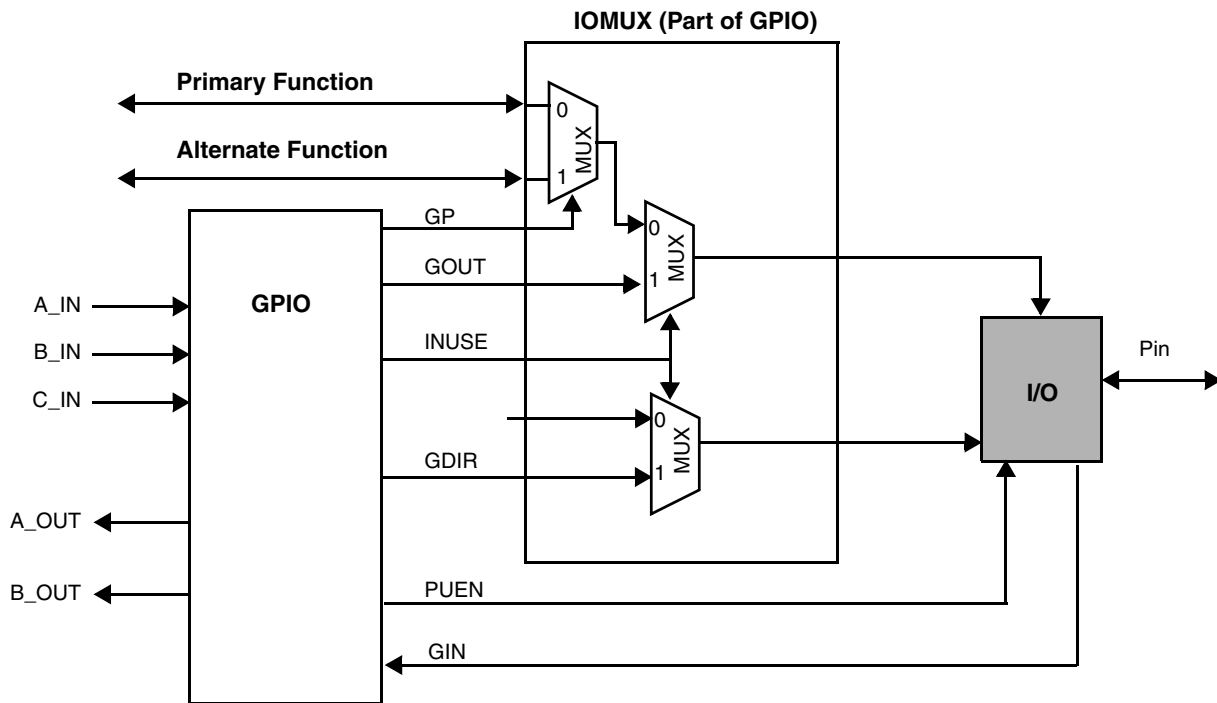 IOMUX (Part of GPIO)
Primary Function
0
MUX
Alternate Function
1
GP
0
MUX
GOUT
1
GPIO
A_IN
INUSE
B_IN
Pin
I/O
C_IN
0
MUX
GDIR
1
A_OUT
B_OUT
PUEN
GIN